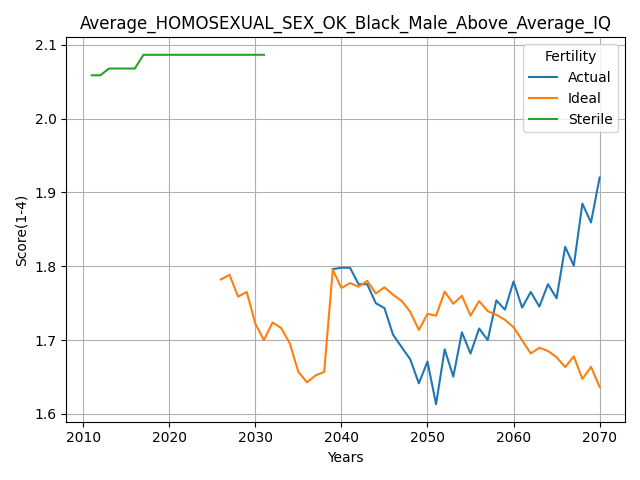 Average_HOMOSEXUAL_SEX_OK_Black_Male_Above_Average_IQ
Fertility
Actual
Ideal
Sterile
Score(1-4)
2.1
2.0
1.9
1.8
1.7
1.6
2010 2020 2030 2040 2050 2060 2070
Years